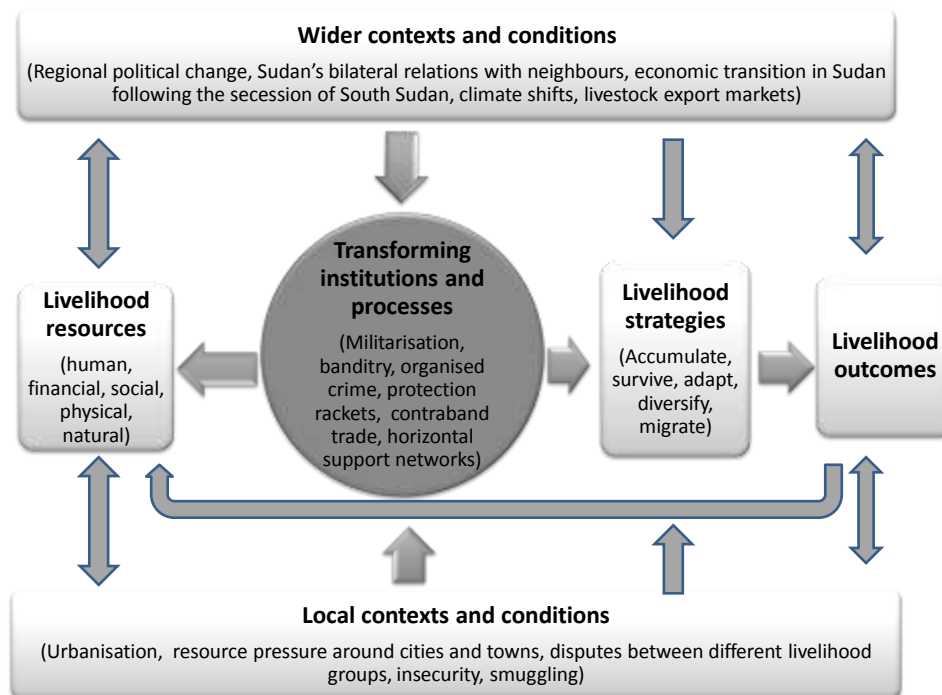 Wider contexts and conditions
(Regional political change, Sudan's bilateral relations with neighbours, economic transition in Sudan
following the secession of South Sudan, climate shifts, livestock export markets)
Transforming
institutions and
processes
(Militarisation,
banditry, organised
crime, protection
rackets, contraband
trade, horizontal
support networks)
Livelihood
resources
(human,
financial, social,
physical,
natural)
Livelihood
strategies
(Accumulate,
survive, adapt,
diversify,
migrate)
Livelihood
outcomes
Local contexts and conditions
(Urbanisation, resource pressure around cities and towns, disputes between different livelihood
groups, insecurity, smuggling)